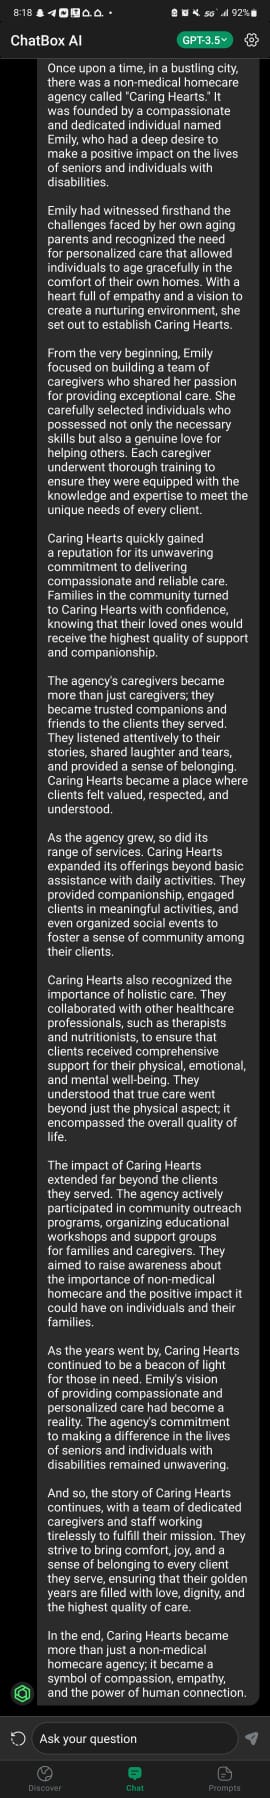 8:18
5G
92%
ChatBox AI
GPT-3.5
Once upon a time, in a bustling city,
there was a non-medical homecare
agency called "Caring Hearts." It
was founded by a compassionate
and dedicated individual named
Emily, who had a deep desire to
make a positive impact on the lives
of seniors and individuals with
disabilities.
Emily had witnessed firsthand the
challenges faced by her own aging
parents and recognized the need
for personalized care that allowed
individuals to age gracefully in the
comfort of their own homes. With a
heart full of empathy and a vision to
create a nurturing environment, she
set out to establish Caring Hearts.
From the very beginning, Emily
focused on building a team of
caregivers who shared her passion
for providing exceptional care. She
carefully selected individuals who
possessed not only the necessary
skills but also a genuine love for
helping others. Each caregiver
underwent thorough training to
ensure they were equipped with the
knowledge and expertise to meet the
unique needs of every client.
Caring Hearts quickly gained
a reputation for its unwavering
commitment to delivering
compassionate and reliable care.
Families in the community turned
to Caring Hearts with confidence,
knowing that their loved ones would
receive the highest quality of support
and companionship.
The agency's caregivers became
more than just caregivers; they
became trusted companions and
friends to the clients they served.
They listened attentively to their
stories, shared laughter and tears,
and provided a sense of belonging.
Caring Hearts became a place where
clients felt valued, respected, and
understood.
As the agency grew, so did its
range of services. Caring Hearts
expanded its offerings beyond basic
assistance with daily activities. They
provided companionship, engaged
clients in meaningful activities, and
even organized social events to
foster a sense of community among
their clients.
Caring Hearts also recognized the
importance of holistic care. They
collaborated with other healthcare
professionals, such as therapists
and nutritionists, to ensure that
clients received comprehensive
support for their physical, emotional,
and mental well-being. They
understood that true care went
beyond just the physical aspect; it
encompassed the overall quality of
life.
The impact of Caring Hearts
extended far beyond the clients
they served. The agency actively
participated in community outreach
programs, organizing educational
workshops and support groups
for families and caregivers. They
aimed to raise awareness about
the importance of non-medical
homecare and the positive impact it
could have on individuals and their
families.
As the years went by, Caring Hearts
continued to be a beacon of light
for those in need. Emily's vision
of providing compassionate and
personalized care had become a
reality. The agency's commitment
to making a difference in the lives
of seniors and individuals with
disabilities remained unwavering.
And so, the story of Caring Hearts
continues, with a team of dedicated
caregivers and staff working
tirelessly to fulfill their mission. They
strive to bring comfort, joy, and a
sense of belonging to every client
they serve, ensuring that their golden
years are filled with love, dignity, and
the highest quality of care.
In the end, Caring Hearts became
more than just a non-medical
homecare agency; it became a
symbol of compassion, empathy,
and the power of human connection.
Ask your question
Discover
Chat
Prompts